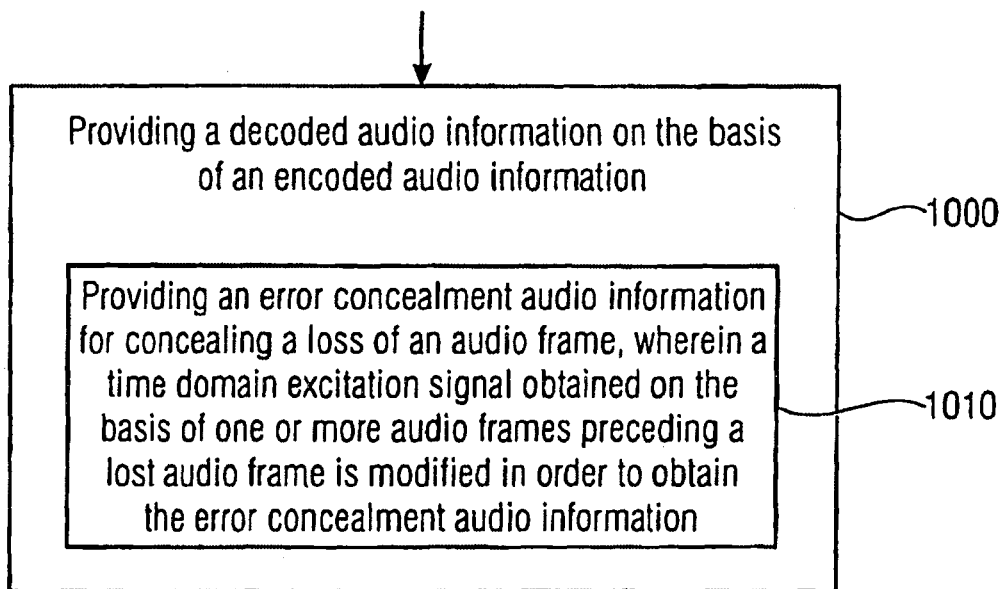 Providing a decoded audio information on the basis
of an encoded audio information
1000
Providing an error concealment audio information
for concealing a loss of an audio frame, wherein a
time domain excitation signal obtained on the
basis of one or more audio frames preceding a
lost audio frame is modified in order to obtain
the error concealment audio information
1010